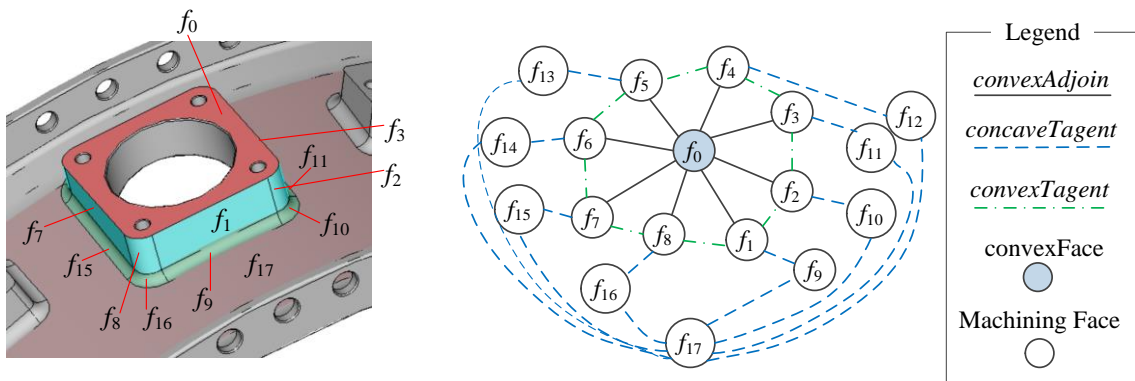 f0
f3
f11
f2
f1
f7
f10
f15
f17
f9
f8
f16
f13
f5
f4
f3
f12
f14
f6
f0
f11
f15
f7
f2
f10
f8
f1
f9
f16
f17
Legend
convexAdjoin
concaveTagent
convexTagent
convexFace
Machining Face